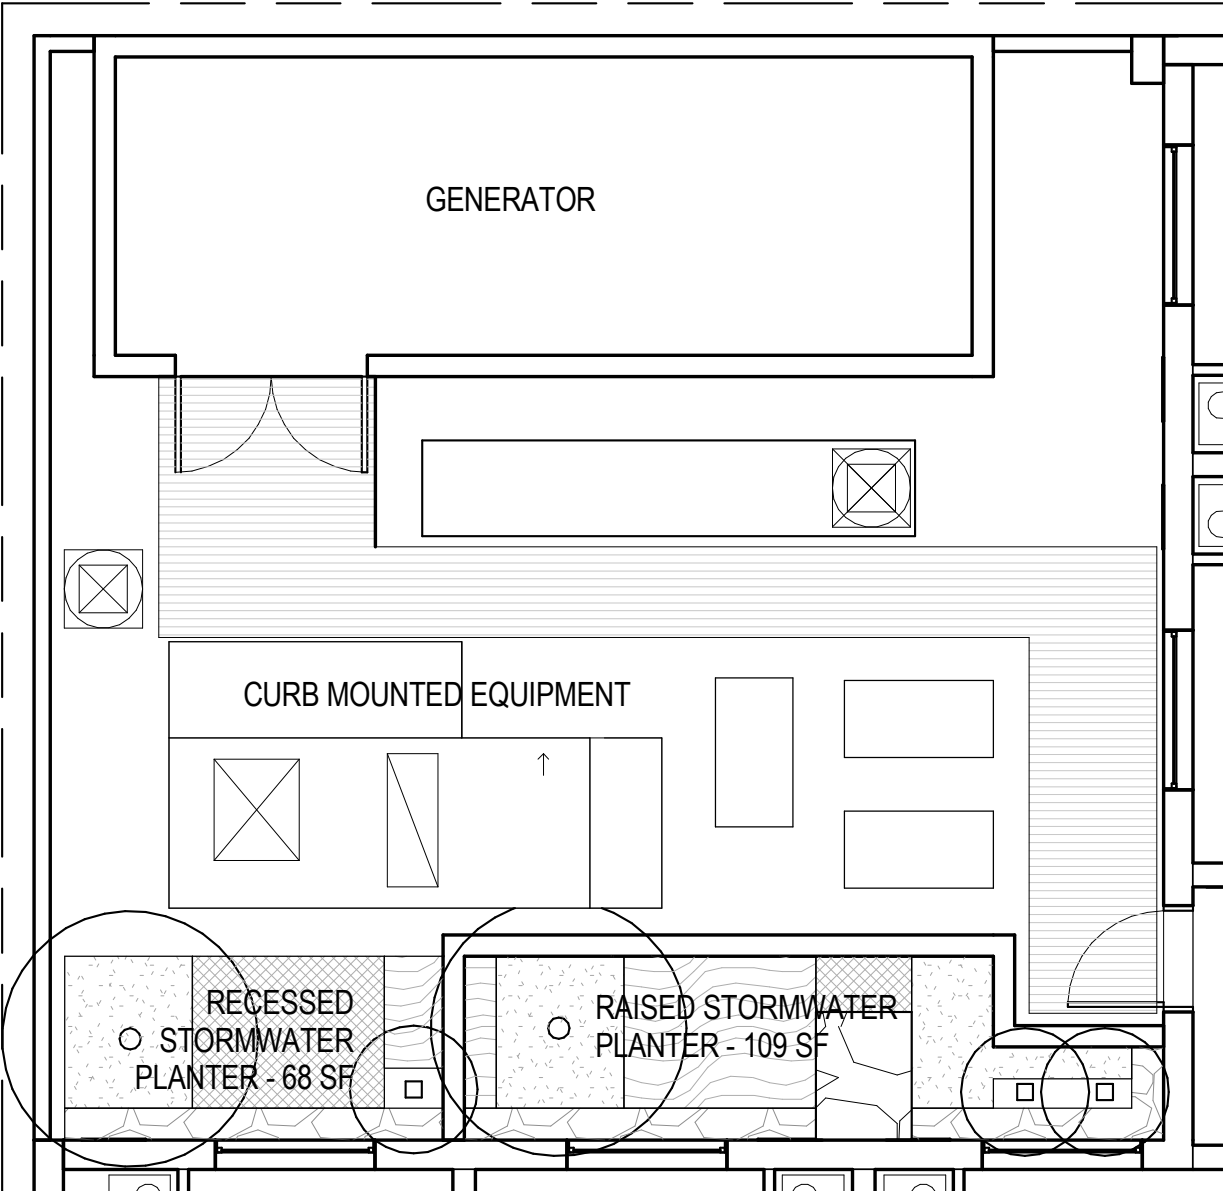 GENERATOR
CURB MOUNTED EQUIPMENT
RECESSED
STORMWATER
PLANTER - 68 SF
RAISED STORMWATER
PLANTER - 109 SF